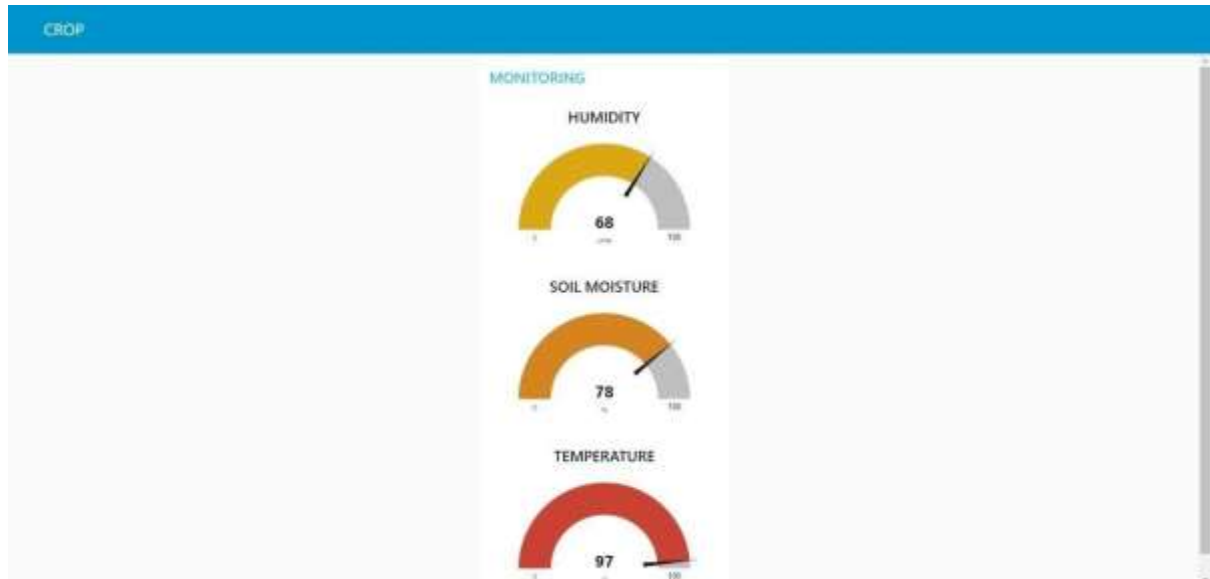 CROP
MONITORING
HUMIDITY
68
100
SOIL MOISTURE
78
100
TEMPERATURE
97
100